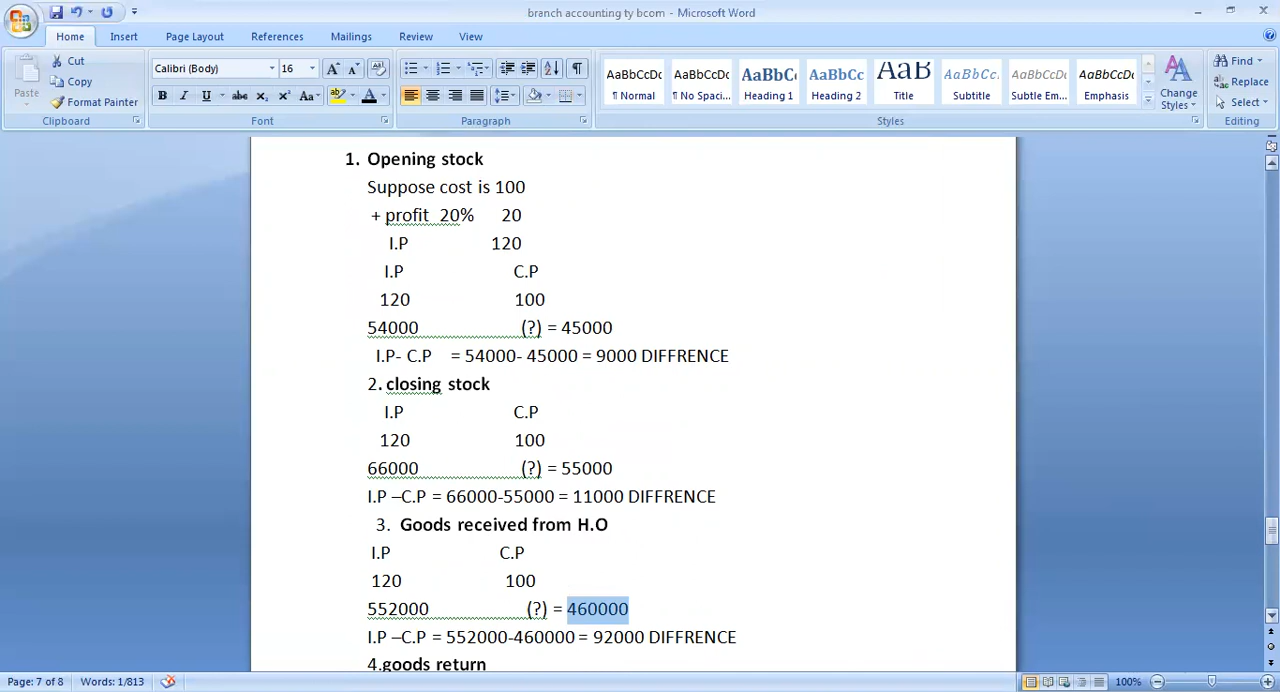 branch accounting ty bcom - Microsoft Word
Home Insert Page Layout References Mailings Review View
Paste
Cut
Copy
Format Painter
Clipboard
Calibri (Body) 16
Font
Paragraph
AaBbCcDc AaBbCcDc AaBbCc AaBbCc AaB AaBbCcL AaBbCcDc AaBbCcDc
¶ Normal ¶ No Spaci... Heading 1 Heading 2 Title Subtitle Subtle Em... Emphasis
Change Styles
Styles
Find
Replace
Select
Editing
1. Opening stock
Suppose cost is 100
+ profit 20% 20
I.P 120
I.P C.P
120 100
54000 (?) = 45000
I.P- C.P = 54000- 45000 = 9000 DIFFRENCE
2. closing stock
I.P C.P
120 100
66000 (?) = 55000
I.P –C.P = 66000-55000 = 11000 DIFFRENCE
3. Goods received from H.O
I.P C.P
120 100
552000 (?) = 460000
I.P –C.P = 552000-460000 = 92000 DIFFRENCE
4.goods return
Page: 7 of 8 Words: 1/813 100%